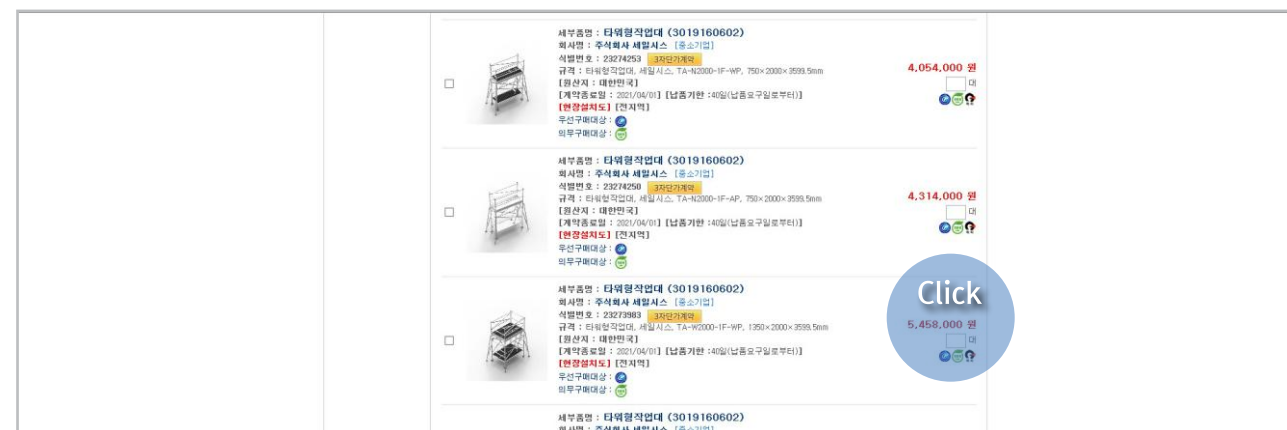 세부품명 : 타워형작업대 (3019160602)
회사명 : 주식회사 세일시스 [중소기업]
식별번호 : 23274253 3자단가계약
규격 : 타워형작업대, 세일시스, TA-N2000-1F-WP, 750×2000×3599.5mm
[원산지 : 대한민국]
[계약종료일 : 2021/04/01] [납품기한 :40일(납품요구일로부터)]
[현장설치도] [전지역]
우선구매대상 :
의무구매대상 :
4,054,000 원
대
세부품명 : 타워형작업대 (3019160602)
회사명 : 주식회사 세일시스 [중소기업]
식별번호 : 23274250 3자단가계약
규격 : 타워형작업대, 세일시스, TA-N2000-1F-AP, 750×2000×3599.5mm
[원산지 : 대한민국]
[계약종료일 : 2021/04/01] [납품기한 :40일(납품요구일로부터)]
[현장설치도] [전지역]
우선구매대상 :
의무구매대상 :
4,314,000 원
대
세부품명 : 타워형작업대 (3019160602)
회사명 : 주식회사 세일시스 [중소기업]
식별번호 : 23273983 3자단가계약
규격 : 타워형작업대, 세일시스, TA-W2000-1F-WP, 1350×2000×3599.5mm
[원산지 : 대한민국]
[계약종료일 : 2021/04/01] [납품기한 :40일(납품요구일로부터)]
[현장설치도] [전지역]
우선구매대상 :
의무구매대상 :
Click
5,458,000 원
대
세부품명 : 타워형작업대 (3019160602)
회사명 : 주식회사 세일시스 [중소기업]